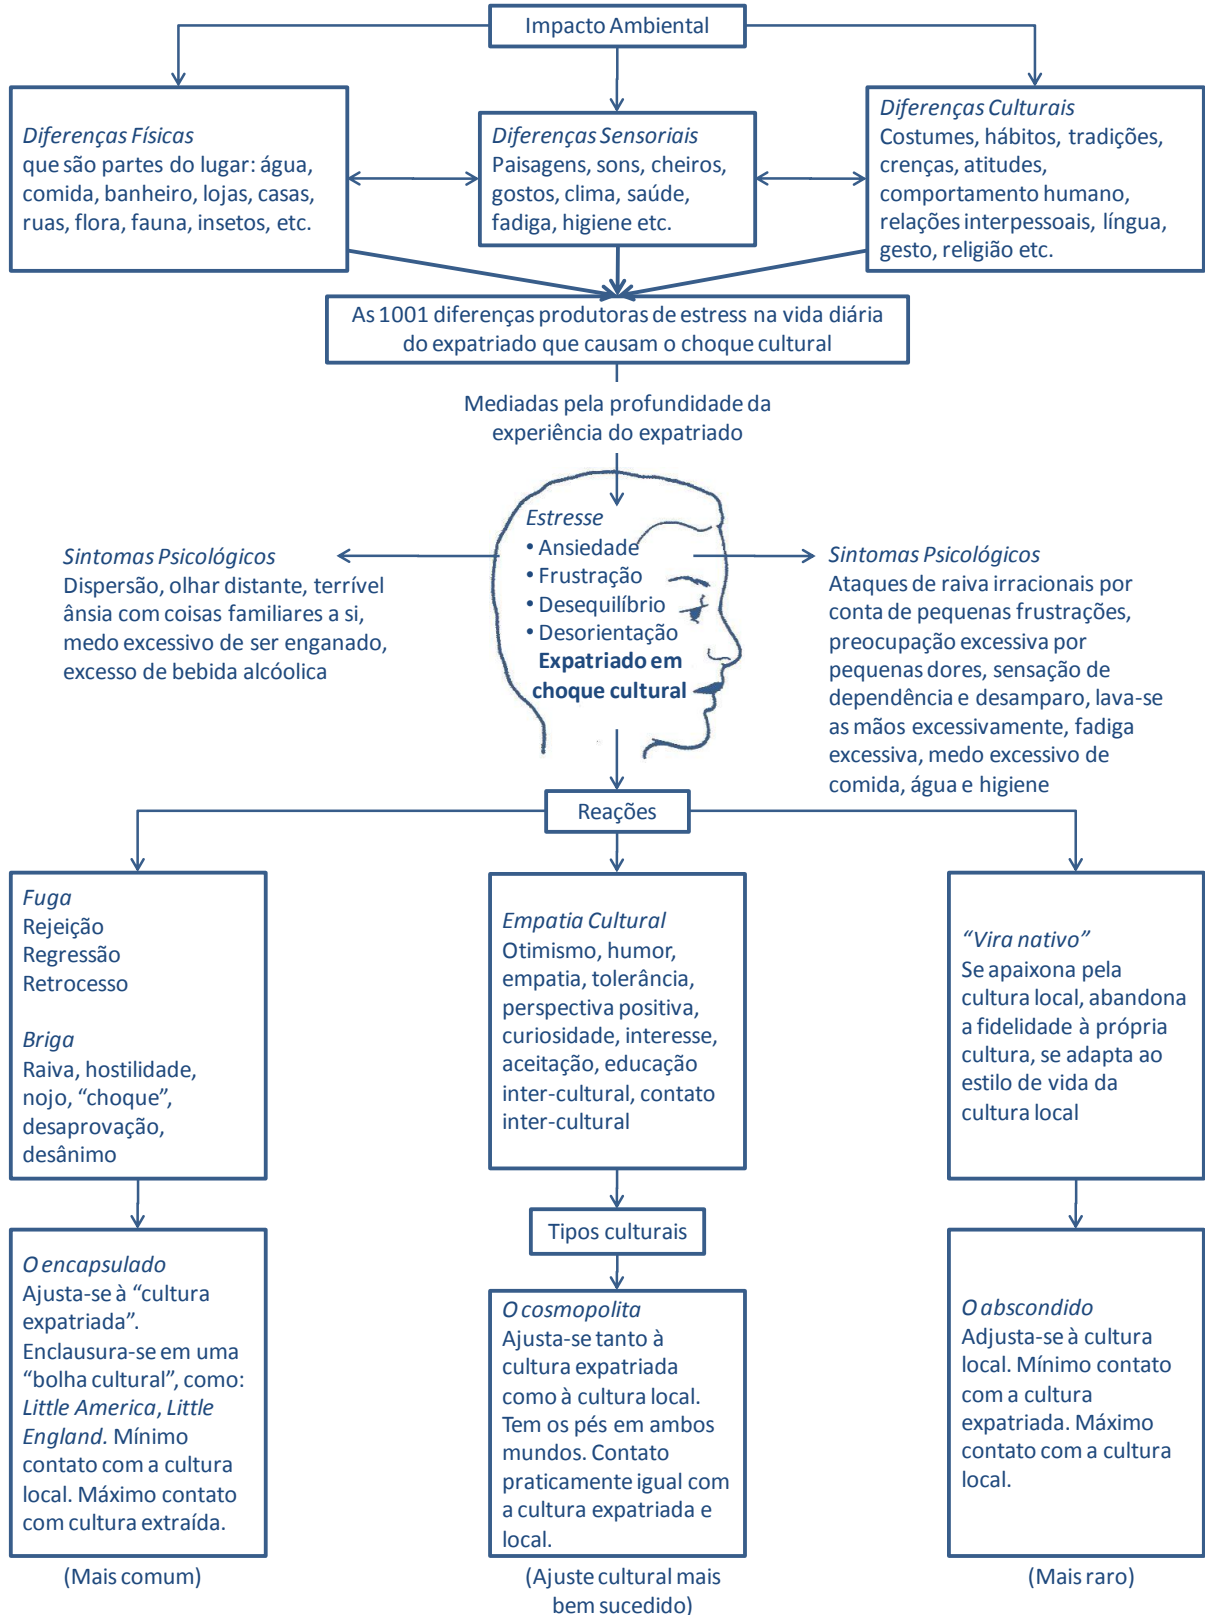 Impacto Ambiental
Diferenças Físicas
que são partes do lugar: água,
comida, banheiro, lojas, casas,
ruas, flora, fauna, insetos, etc.
Diferenças Sensoriais
Paisagens, sons, cheiros,
gostos, clima, saúde,
fadiga, higiene etc.
Diferenças Culturais
Costumes, hábitos, tradições,
crenças, atitudes,
comportamento humano,
relações interpessoais, língua,
gesto, religião etc.
As 1001 diferenças produtoras de estress na vida diária
do expatriado que causam o choque cultural
Mediadas pela profundidade da
experiência do expatriado
Estresse
• Ansiedade
• Frustração
• Desequilíbrio
• Desorientação
Expatriado em
choque cultural
Sintomas Psicológicos
Dispersão, olhar distante, terrível
ânsia com coisas familiares a si,
medo excessivo de ser enganado,
excesso de bebida alcóolica
Sintomas Psicológicos
Ataques de raiva irracionais por
conta de pequenas frustrações,
preocupação excessiva por
pequenas dores, sensação de
dependência e desamparo, lava-se
as mãos excessivamente, fadiga
excessiva, medo excessivo de
comida, água e higiene
Reações
Fuga
Rejeição
Regressão
Retrocesso
Briga
Raiva, hostilidade,
nojo, “choque”,
desaprovação,
desânimo
Empatia Cultural
Otimismo, humor,
empatia, tolerância,
perspectiva positiva,
curiosidade, interesse,
aceitação, educação
inter-cultural, contato
inter-cultural
“Vira nativo”
Se apaixona pela
cultura local, abandona
a fidelidade à própria
cultura, se adapta ao
estilo de vida da
cultura local
Tipos culturais
O encapsulado
Ajusta-se à “cultura
expatriada”.
Enclausura-se em uma
“bolha cultural”, como:
Little America, Little
England. Mínimo
contato com a cultura
local. Máximo contato
com cultura extraída.
(Mais comum)
O cosmopolita
Ajusta-se tanto à
cultura expatriada
como à cultura local.
Tem os pés em ambos
mundos. Contato
praticamente igual com
a cultura expatriada e
local.
(Ajuste cultural mais
bem sucedido)
O abscondido
Adjusta-se à cultura
local. Mínimo contato
com a cultura
expatriada. Máximo
contato com a cultura
local.
(Mais raro)